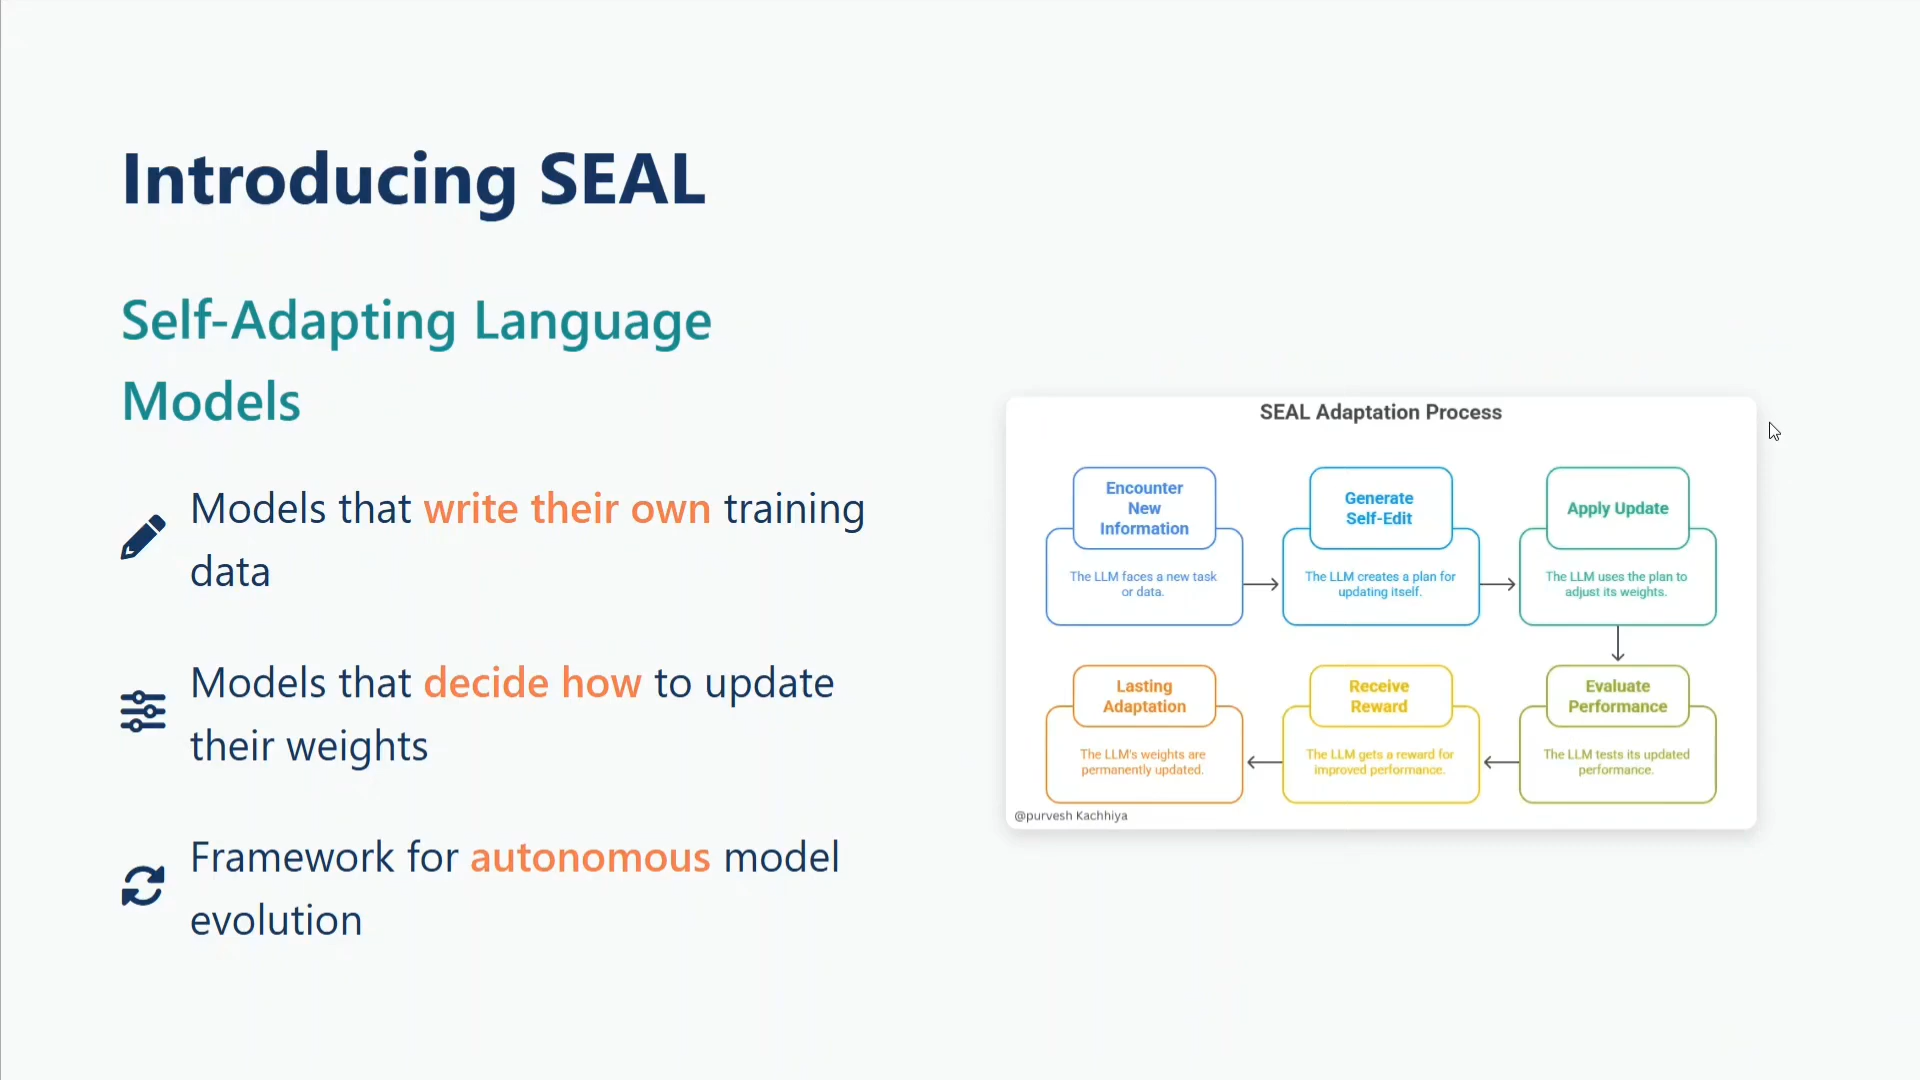 Introducing SEAL
Self-Adapting Language
Models
Models that write their own training
data
Models that decide how to update
their weights
Framework for autonomous model
evolution
SEAL Adaptation Process
Encounter
New
Information
The LLM faces a new task
or data.
Generate
Self-Edit
The LLM creates a plan for
updating itself.
Apply Update
The LLM uses the plan to
adjust its weights.
Evaluate
Performance
The LLM tests its updated
performance.
Receive
Reward
The LLM gets a reward for
improved performance.
Lasting
Adaptation
The LLM's weights are
permanently updated.
@purvesh Kachhiya